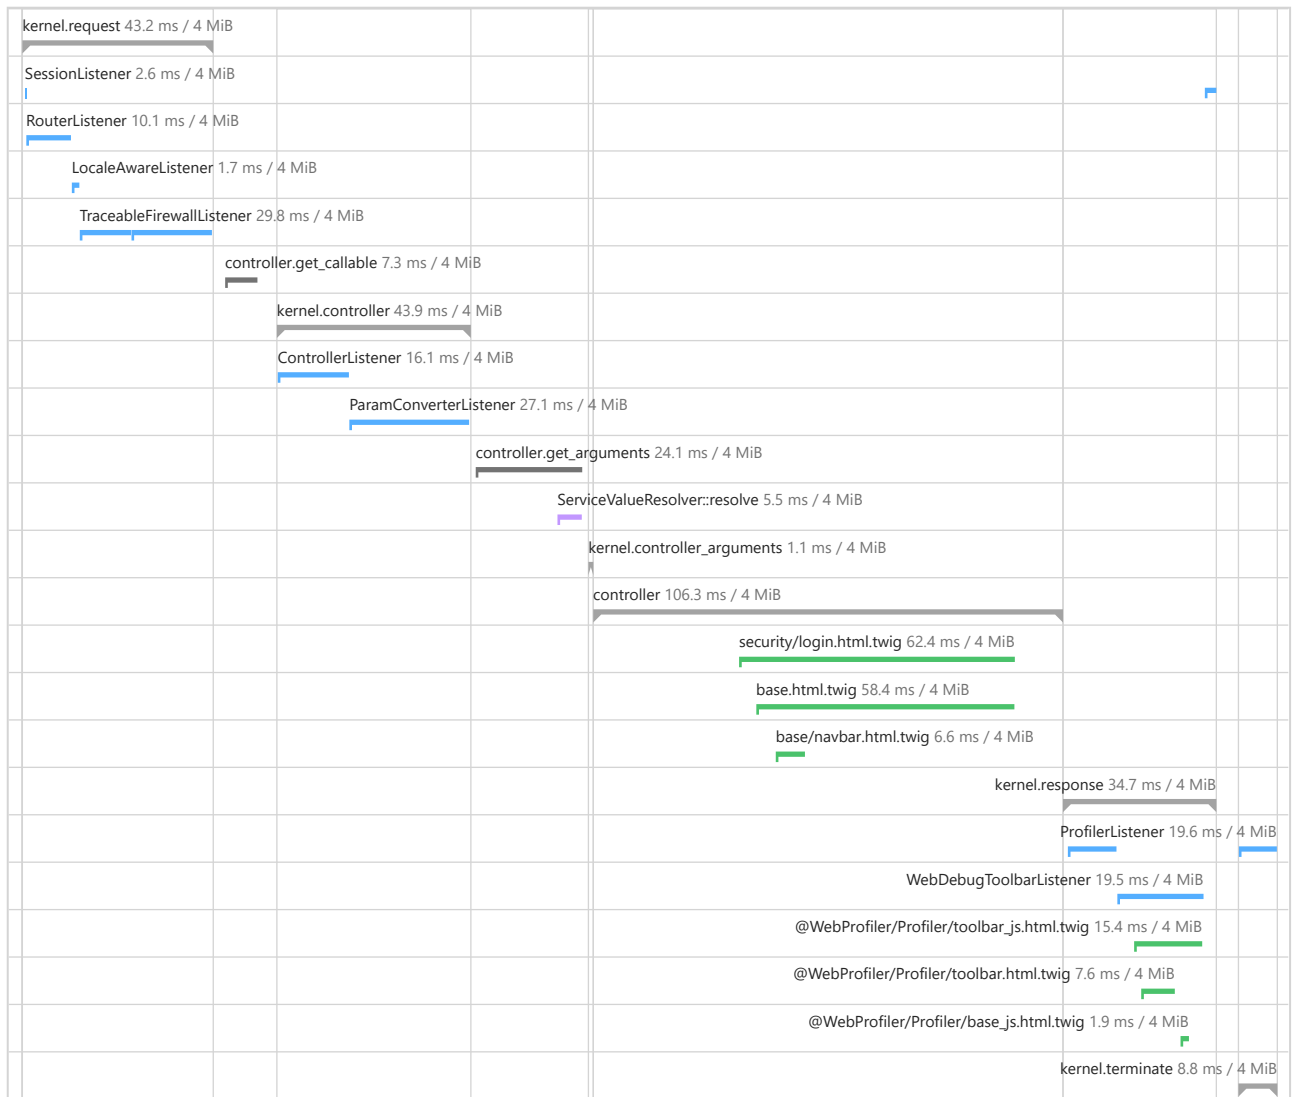 kernel.request 43.2 ms / 4 MiB
SessionListener 2.6 ms / 4 MiB
RouterListener 10.1 ms / 4 MiB
LocaleAwareListener 1.7 ms / 4 MiB
TraceableFirewallListener 29.8 ms / 4 MiB
controller.get_callable 7.3 ms / 4 MiB
kernel.controller 43.9 ms / 4 MiB
ControllerListener 16.1 ms / 4 MiB
ParamConverterListener 27.1 ms / 4 MiB
controller.get_arguments 24.1 ms / 4 MiB
ServiceValueResolver::resolve 5.5 ms / 4 MiB
kernel.controller_arguments 1.1 ms / 4 MiB
controller 106.3 ms / 4 MiB
security/login.html.twig 62.4 ms / 4 MiB
base.html.twig 58.4 ms / 4 MiB
base/navbar.html.twig 6.6 ms / 4 MiB
kernel.response 34.7 ms / 4 MiB
ProfilerListener 19.6 ms / 4 MiB
WebDebugToolbarListener 19.5 ms / 4 MiB
@WebProfiler/Profiler/toolbar_js.html.twig 15.4 ms / 4 MiB
@WebProfiler/Profiler/toolbar.html.twig 7.6 ms / 4 MiB
@WebProfiler/Profiler/base_js.html.twig 1.9 ms / 4 MiB
kernel.terminate 8.8 ms / 4 MiB